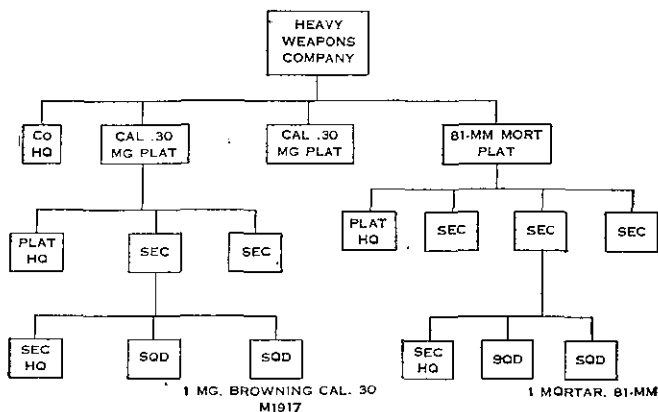 HEAVY
WEAPONS
COMPANY
CO
HQ
CAL .30
MG PLAT
CAL .30
MG PLAT
81-MM MORT
PLAT
PLAT
HQ
SEC
SEC
PLAT
HQ
SEC
SEC
SEC
SEC
HQ
SQD
SQD
SEC
HQ
SQD
SQD
1 MG, BROWNING CAL. 30
M1917
1 MORTAR, 81-MM